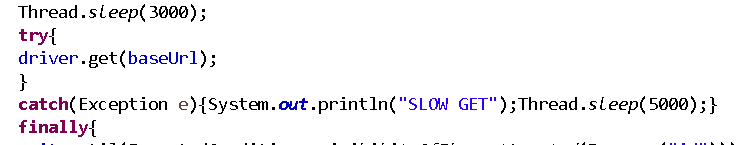 Thread.sleep(3000);
try{
driver.get(baseUrl);
}
catch(Exception e){System.out.println("SLOW GET");Thread.sleep(5000);}
finally{